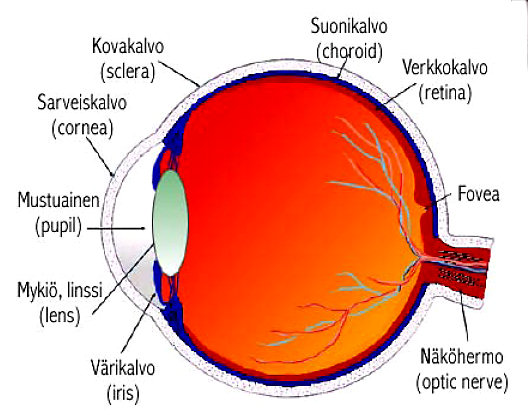 Suonikalvo
(choroid)
Kovakalvo
(sclera)
Verkkokalvo
(retina)
Sarveiskalvo
(cornea)
Mustuainen
(pupil)
Fovea
Mykiö, linssi
(lens)
Värikalvo
(iris)
Näköhermo
(optic nerve)